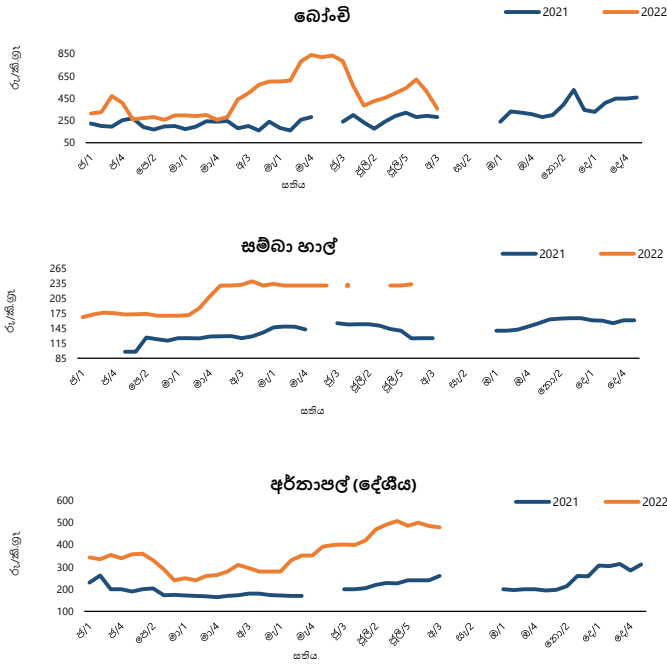 බෝංචි
2021 2022
රු/කි.ග්‍රෑ
850
650
450
250
50
ජ/1 ජ/4 පෙ/2 මා/1 මා/4 අ/3 මැ/1 මැ/4 ජූ/3 ජූලි/2 ජූලි/5 අ/3 සැ/2 ඔ/1 ඔ/4 නො/2 දෙ/1 දෙ/4
සතිය
සම්බා හාල්
2021 2022
රු/කි.ග්‍රෑ
265
235
205
175
145
115
85
ජ/1 ජ/4 පෙ/2 මා/1 මා/4 අ/3 මැ/1 මැ/4 ජූ/3 ජූලි/2 ජූලි/5 අ/3 සැ/2 ඔ/1 ඔ/4 නො/2 දෙ/1 දෙ/4
සතිය
අර්තාපල් (දේශීය)
2021 2022
රු/කි.ග්‍රෑ
600
500
400
300
200
100
ජ/1 ජ/4 පෙ/2 මා/1 මා/4 අ/3 මැ/1 මැ/4 ජූ/3 ජූලි/2 ජූලි/5 අ/3 සැ/2 ඔ/1 ඔ/4 නො/2 දෙ/1 දෙ/4
සතිය